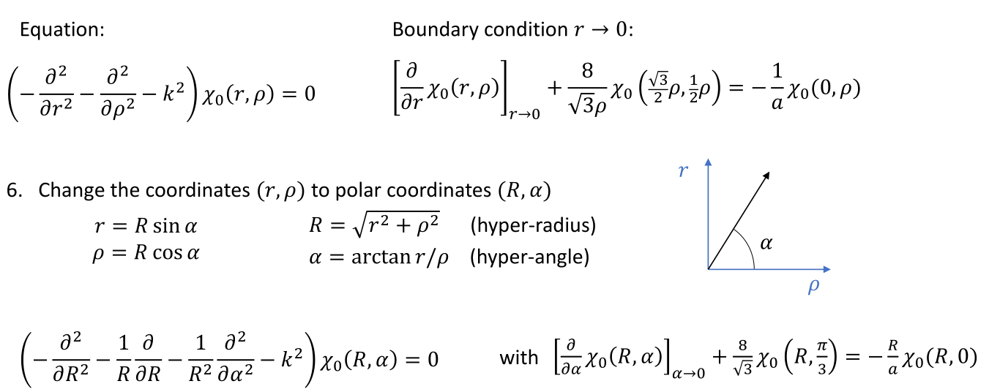 Equation:
Boundary condition r → 0:
(−∂²/∂r² − ∂²/∂ρ² − k²) χ₀(r, ρ) = 0
[∂/∂r χ₀(r, ρ)]_{r→0} + 8/(√3ρ) χ₀(√3/2 ρ, 1/2 ρ) = −1/a χ₀(0, ρ)
6. Change the coordinates (r, ρ) to polar coordinates (R, α)
r = R sin α
R = √(r² + ρ²) (hyper-radius)
ρ = R cos α
α = arctan r/ρ (hyper-angle)
r
α
ρ
(−∂²/∂R² − 1/R ∂/∂R − 1/R² ∂²/∂α² − k²) χ₀(R, α) = 0
with [∂/∂α χ₀(R, α)]_{α→0} + 8/√3 χ₀(R, π/3) = −R/a χ₀(R, 0)